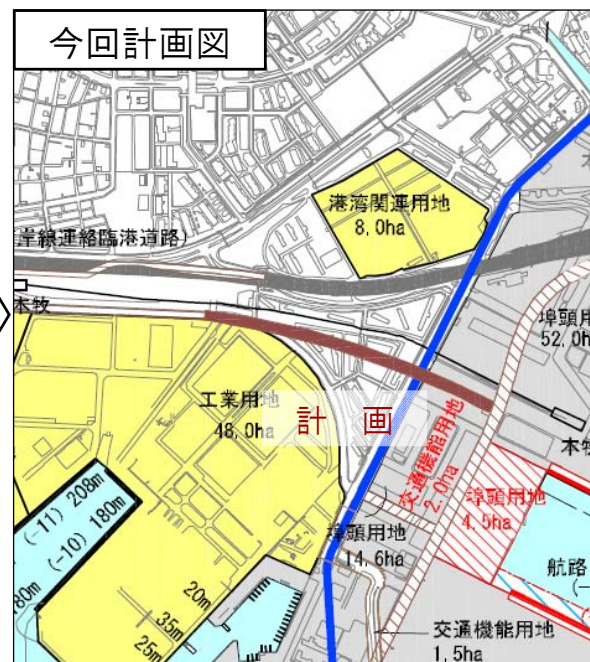 今回計画図
港湾関連用地
8,0ha
岸線連絡臨港道路)
本牧
埠頭用
52,0h
工業用地
48,0ha
計 画
交通機能用地
2.0ha
本牧
埠頭用地
4.5ha
(-11) 208m
(-10) 180m
80m
埠頭用地
14.6ha
航路
(-
20m
35m
25m
交通機能用地
1.5ha